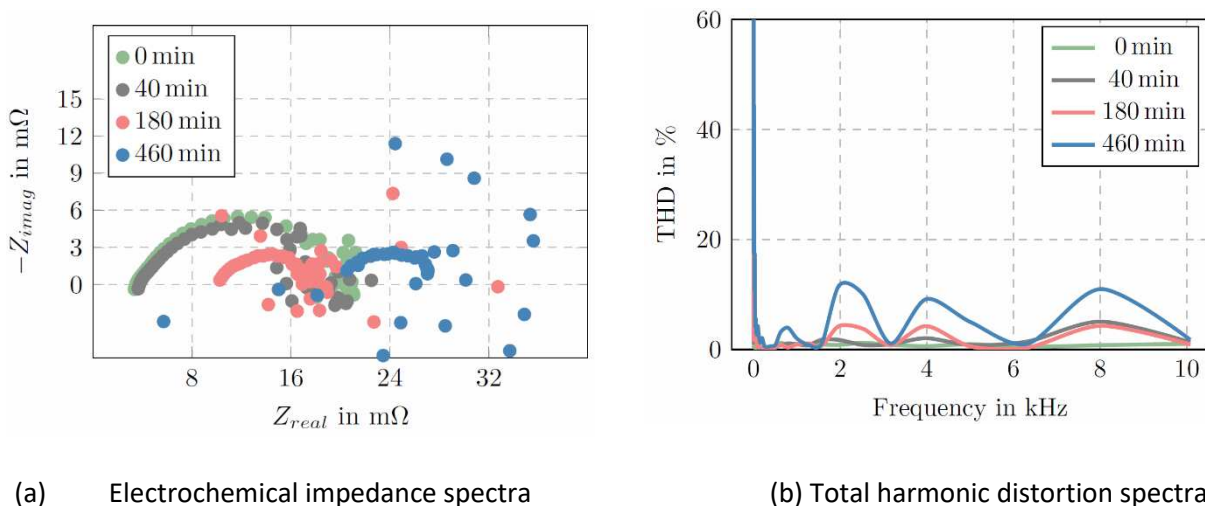 0 min
40 min
180 min
460 min
15
12
9
6
3
0
8
16
24
32
−Z_imag in mΩ
Z_real in mΩ
0 min
40 min
180 min
460 min
60
40
20
0
0
2
4
6
8
10
THD in %
Frequency in kHz
(a) Electrochemical impedance spectra
(b) Total harmonic distortion spectra